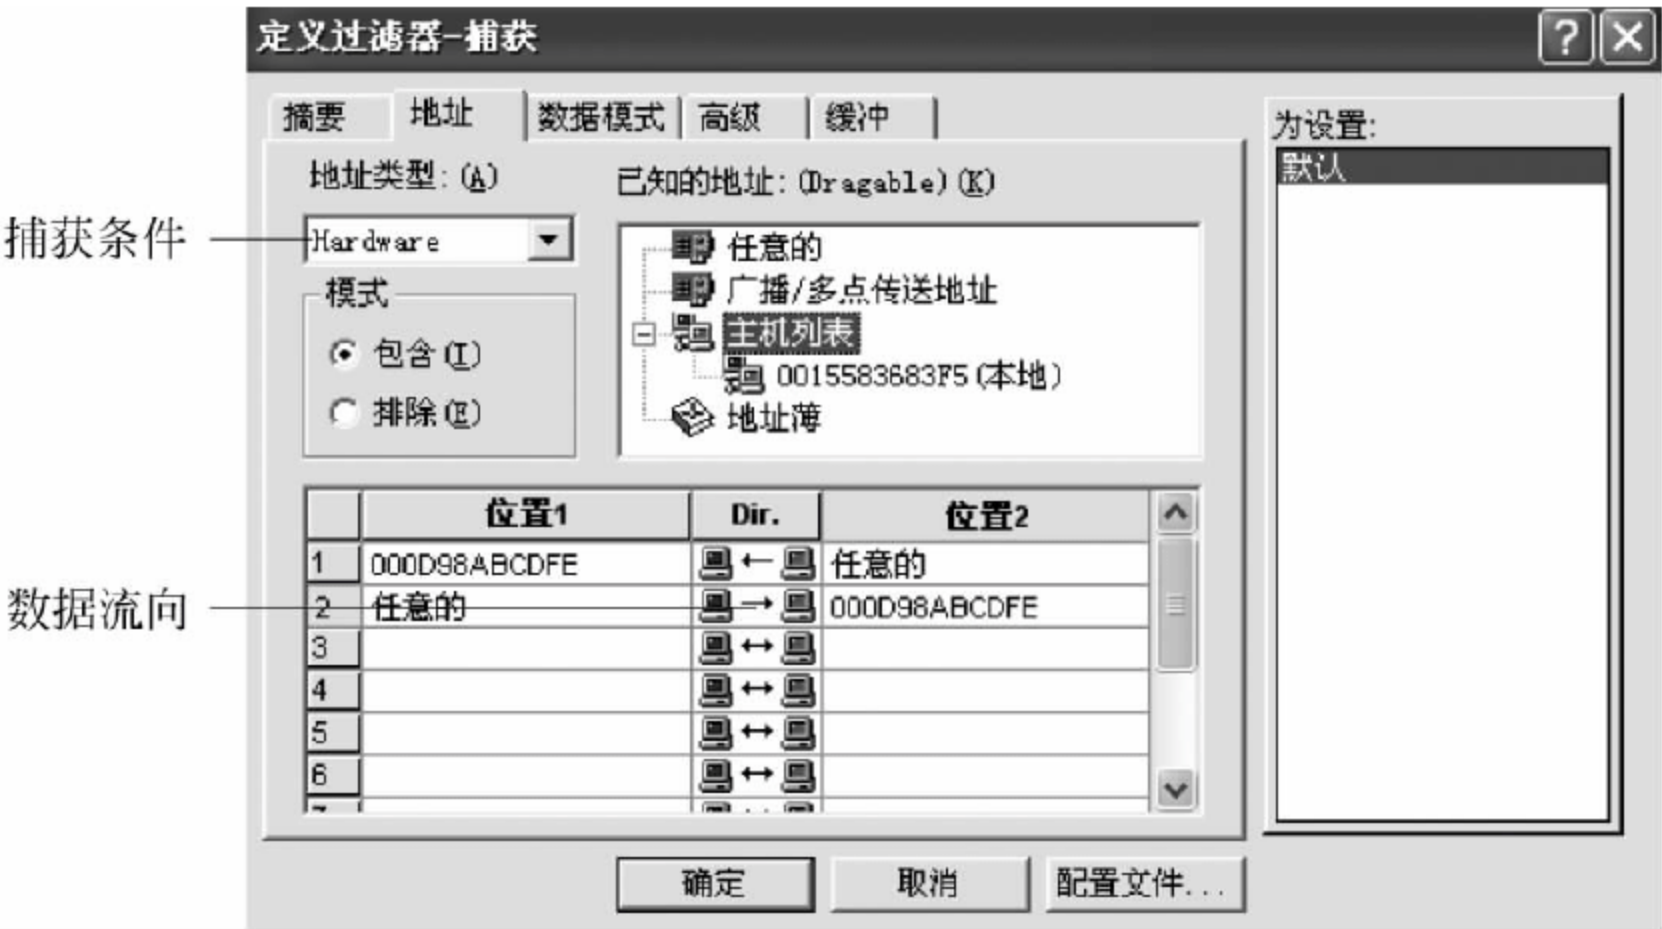 定义过滤器-捕获
摘要 地址 数据模式 高级 缓冲
地址类型:(A)
已知的地址:(Dragable)(K)
为设置:
默认
捕获条件
Hardware
模式
包含(I)
排除(E)
任意的
广播/多点传送地址
主机列表
0015583683F5(本地)
地址薄
位置1 Dir. 位置2
1 000D98ABCDFE ← 任意的
数据流向
2 任意的 → 000D98ABCDFE
3 ↔
4 ↔
5 ↔
6 ↔
确定 取消 配置文件...